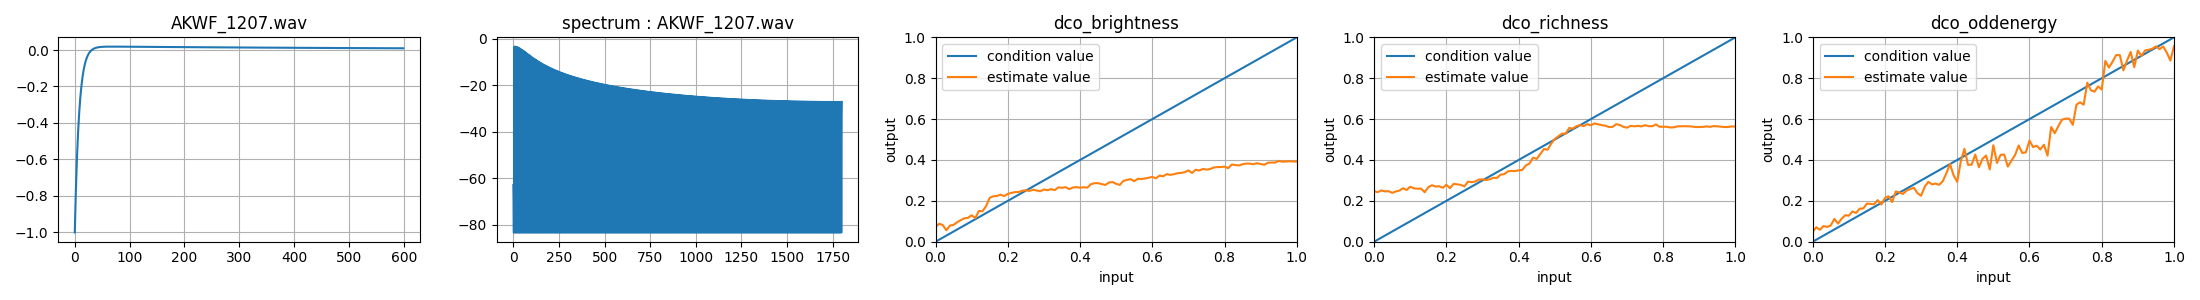 AKWF_1207.wav
0.0
−0.2
−0.4
−0.6
−0.8
−1.0
0 100 200 300 400 500 600
spectrum : AKWF_1207.wav
0
−20
−40
−60
−80
0 250 500 750 1000 1250 1500 1750
dco_brightness
condition value
estimate value
output
1.0
0.8
0.6
0.4
0.2
0.0
0.0 0.2 0.4 0.6 0.8 1.0
input
dco_richness
condition value
estimate value
output
1.0
0.8
0.6
0.4
0.2
0.0
0.0 0.2 0.4 0.6 0.8 1.0
input
dco_oddenergy
condition value
estimate value
output
1.0
0.8
0.6
0.4
0.2
0.0
0.0 0.2 0.4 0.6 0.8 1.0
input